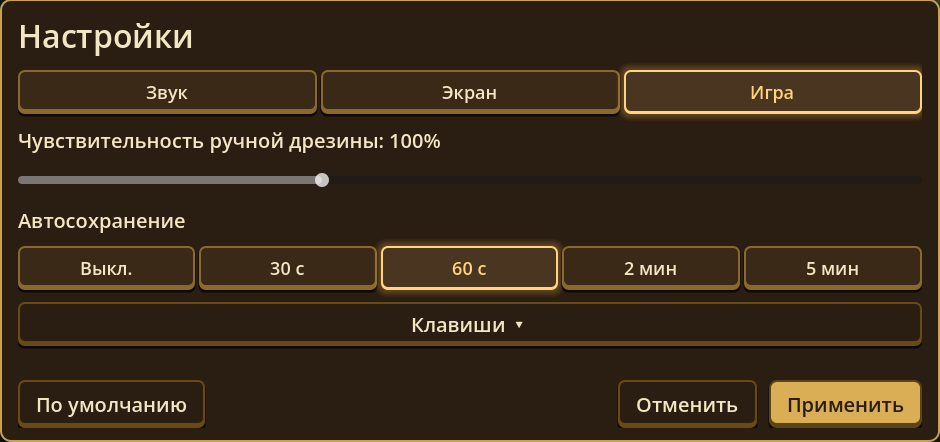 Настройки
Звук Экран Игра
Чувствительность ручной дрезины: 100%
Автосохранение
Выкл. 30 с 60 с 2 мин 5 мин
Клавиши ▾
По умолчанию Отменить Применить